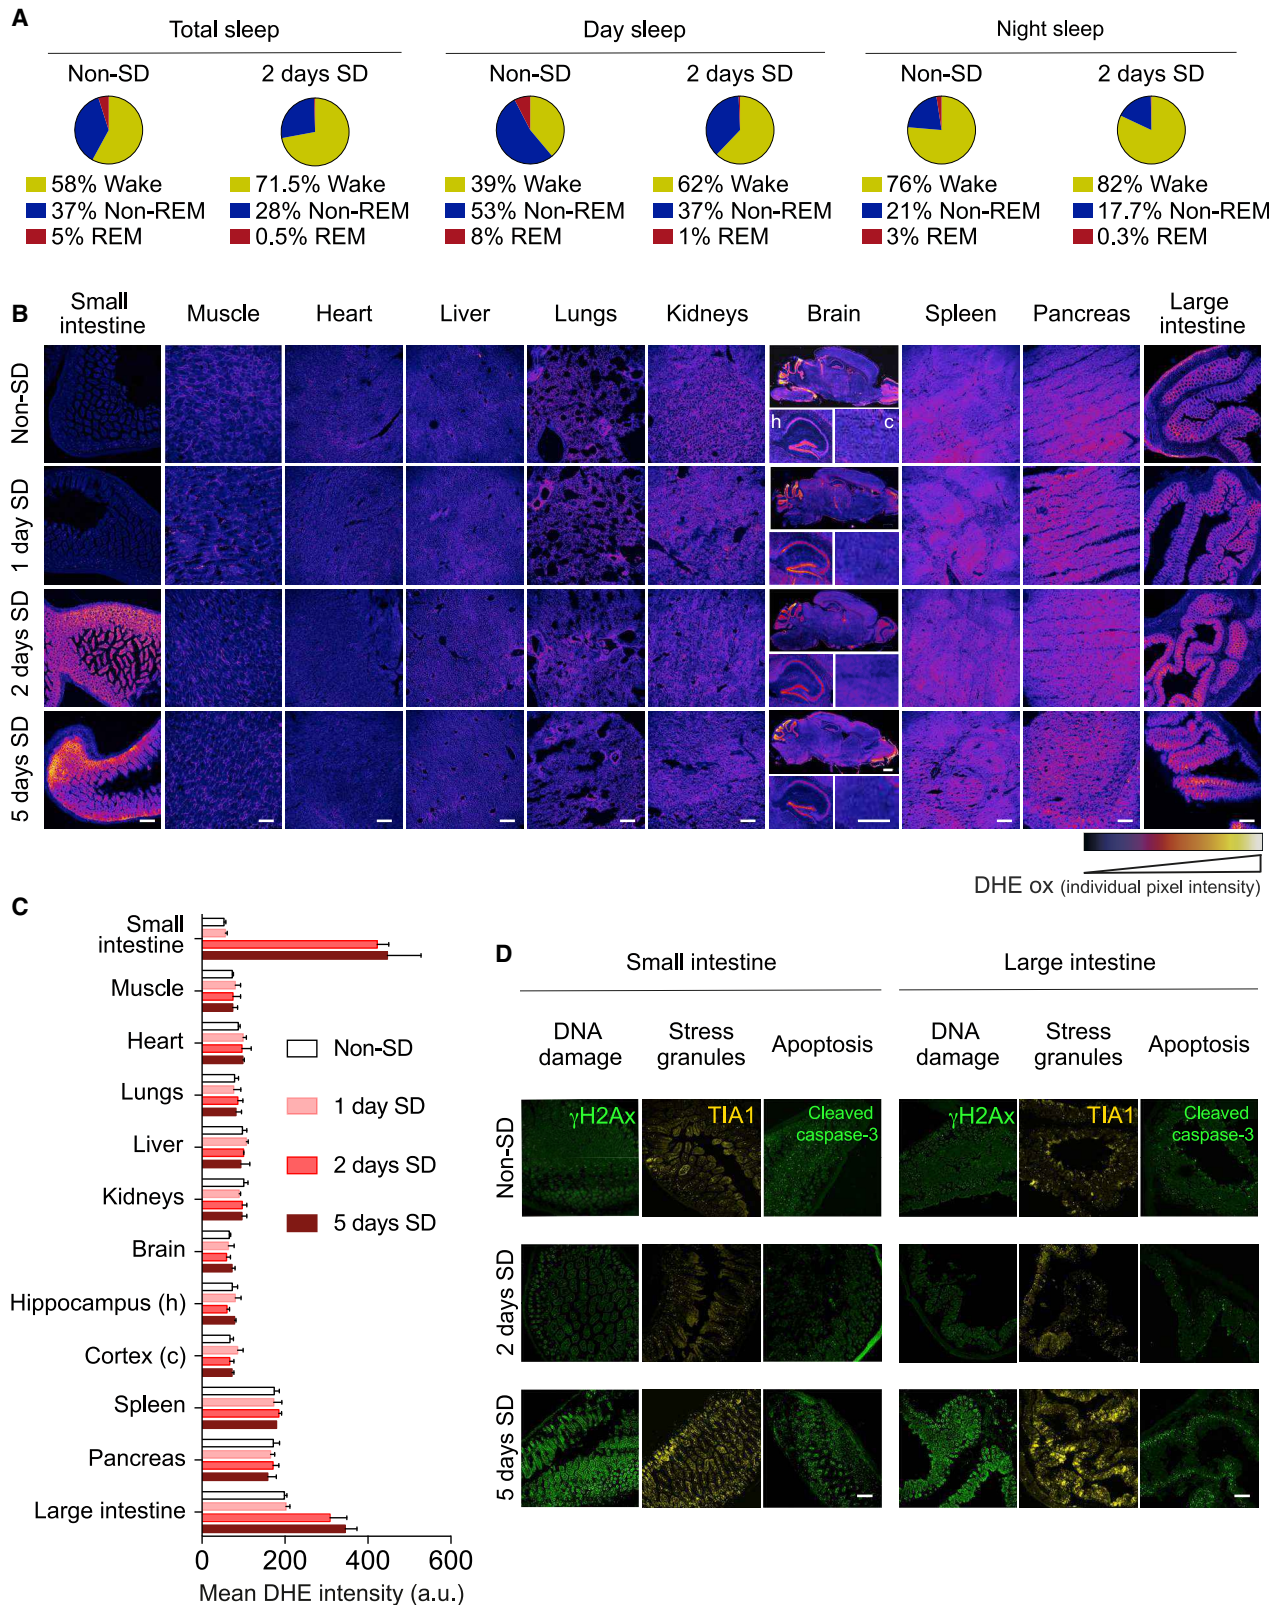 A
Total sleep
Day sleep
Night sleep
Non-SD
2 days SD
Non-SD
2 days SD
Non-SD
2 days SD
58% Wake
37% Non-REM
5% REM
71.5% Wake
28% Non-REM
0.5% REM
39% Wake
53% Non-REM
8% REM
62% Wake
37% Non-REM
1% REM
76% Wake
21% Non-REM
3% REM
82% Wake
17.7% Non-REM
0.3% REM
B
Small
intestine
Muscle
Heart
Liver
Lungs
Kidneys
Brain
Spleen
Pancreas
Large
intestine
Non-SD
h
c
1 day SD
2 days SD
5 days SD
DHE ox (individual pixel intensity)
C
Small
intestine
Muscle
Heart
Lungs
Liver
Kidneys
Brain
Hippocampus (h)
Cortex (c)
Spleen
Pancreas
Large intestine
Non-SD
1 day SD
2 days SD
5 days SD
0
200
400
600
Mean DHE intensity (a.u.)
D
Small intestine
Large intestine
DNA
damage
Stress
granules
Apoptosis
DNA
damage
Stress
granules
Apoptosis
Non-SD
γH2Ax
TIA1
Cleaved
caspase-3
γH2Ax
TIA1
Cleaved
caspase-3
2 days SD
5 days SD